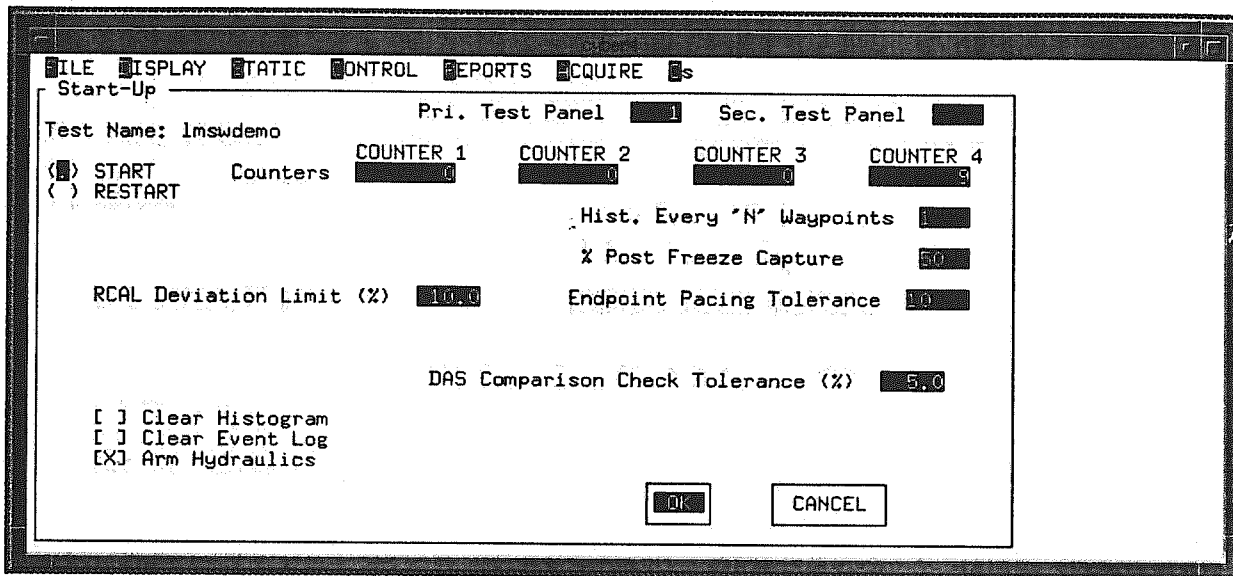 FILE DISPLAY STATIC CONTROL REPORTS ACQUIRE
Start-Up
Pri. Test Panel 1 Sec. Test Panel
Test Name: lmswdemo
COUNTER 1 COUNTER 2 COUNTER 3 COUNTER 4
( ) START Counters 0 0 0
( ) RESTART
Hist. Every "N" Waypoints 1
% Post Freeze Capture 50
RCAL Deviation Limit (%) 10.0 Endpoint Pacing Tolerance 10
DAS Comparison Check Tolerance (%) 5.0
[ ] Clear Histogram
[ ] Clear Event Log
[X] Arm Hydraulics
OK CANCEL